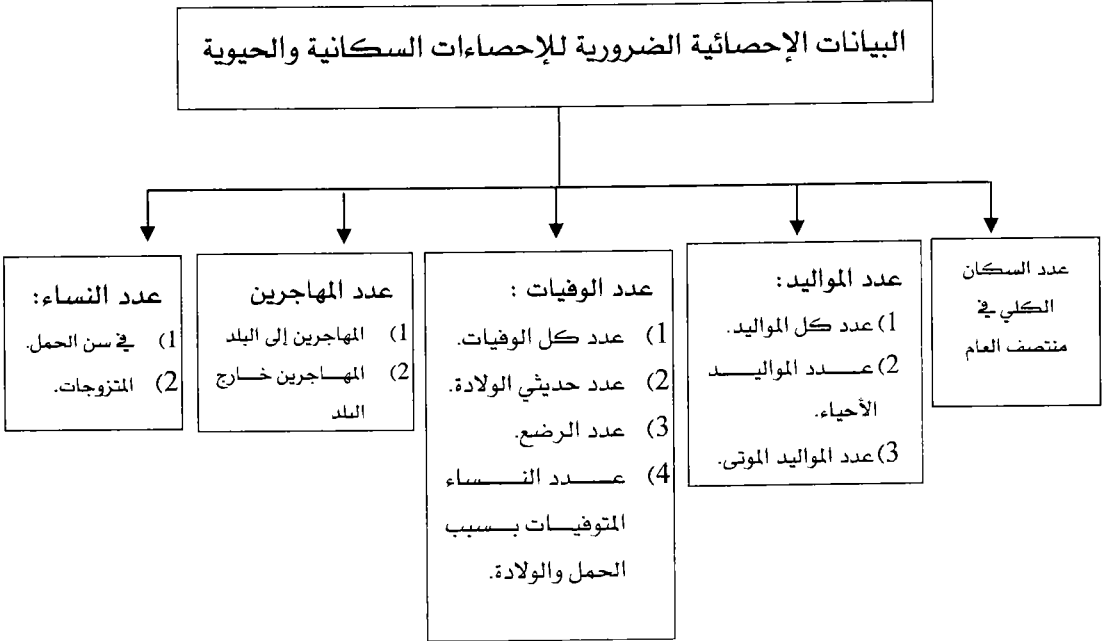 البيانات الإحصائية الضرورية للإحصاءات السكانية والحيوية
عدد السكان
الكلي في
منتصف العام
عدد المواليد:
1) عدد كل المواليد.
2) عدد المواليد
الأحياء.
3) عدد المواليد الموتى.
عدد الوفيات :
1) عدد كل الوفيات.
2) عدد حديثي الولادة.
3) عدد الرضع.
4) عدد النساء
المتوفيات بسبب
الحمل والولادة.
عدد المهاجرين
1) المهاجرين إلى البلد
2) المهاجرين خارج
البلد
عدد النساء:
1) في سن الحمل.
2) المتزوجات.